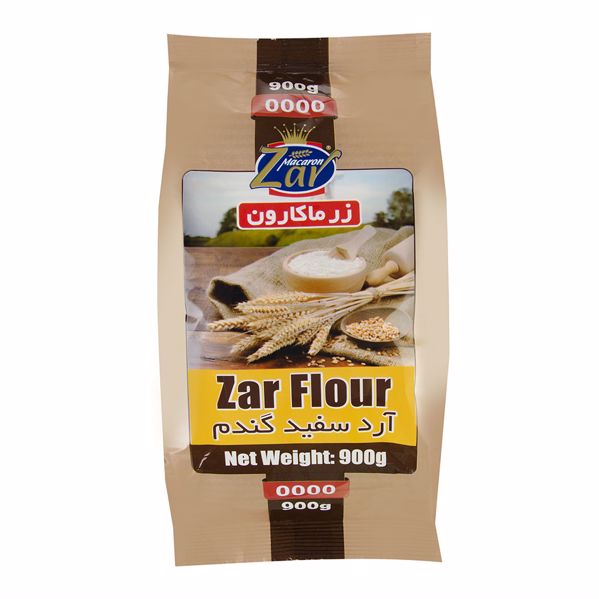 900g
0000
Macaron
Zar
®
زر ماکارون
Zar Flour
آرد سفید گندم
Net Weight: 900g
0000
900g